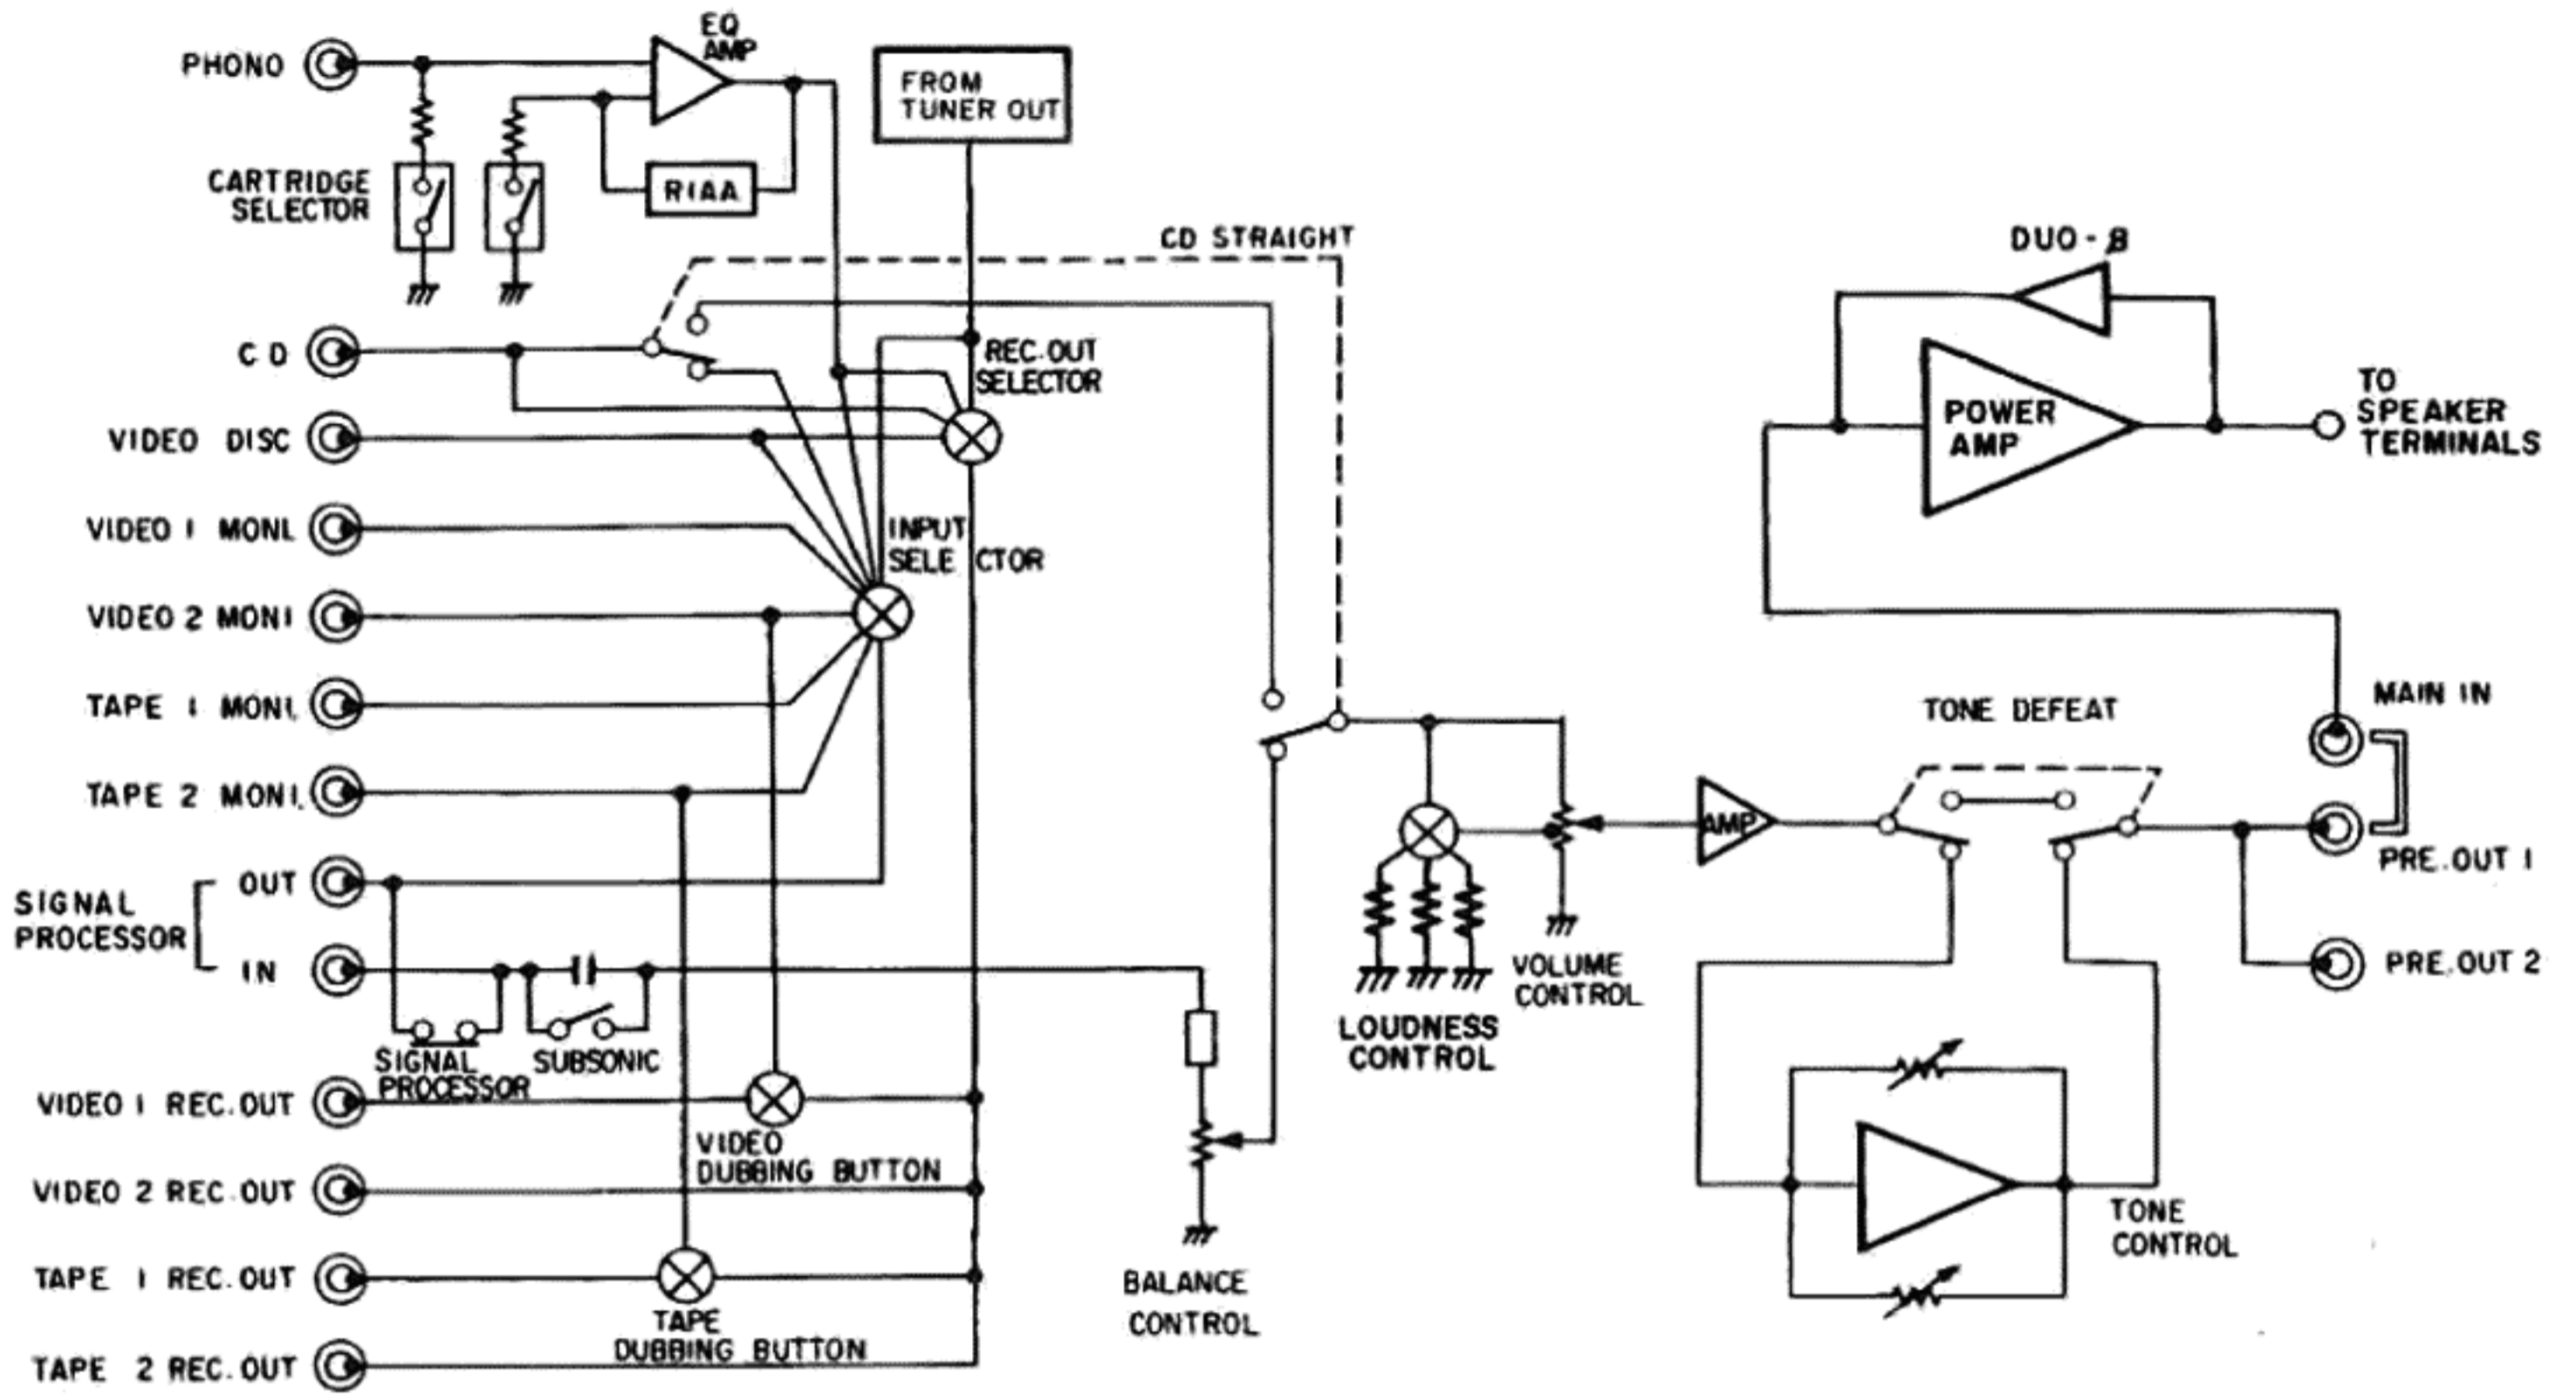 EQ
AMP
PHONO
FROM
TUNER OUT
CARTRIDGE
SELECTOR
RIAA
CD STRAIGHT
DUO-β
CD
REC.OUT
SELECTOR
TO
SPEAKER
TERMINALS
POWER
AMP
VIDEO DISC
VIDEO 1 MONI.
INPUT
SELECTOR
VIDEO 2 MONI
TAPE 1 MONI.
MAIN IN
TONE DEFEAT
TAPE 2 MONI.
AMP
PRE.OUT 1
OUT
SIGNAL
PROCESSOR
IN
VOLUME
CONTROL
PRE.OUT 2
LOUDNESS
CONTROL
SIGNAL
PROCESSOR
SUBSONIC
VIDEO 1 REC.OUT
VIDEO
DUBBING BUTTON
VIDEO 2 REC.OUT
TONE
CONTROL
TAPE 1 REC.OUT
BALANCE
CONTROL
TAPE
DUBBING BUTTON
TAPE 2 REC.OUT